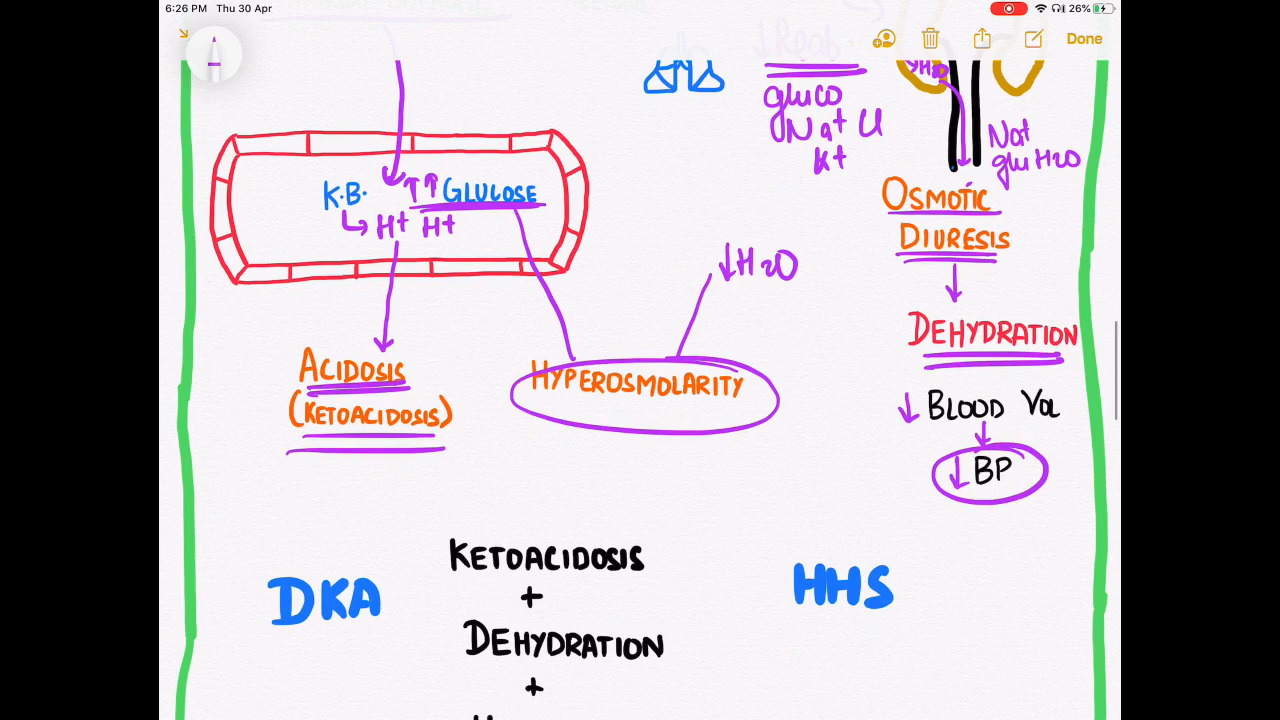 6:26 PM Thu 30 Apr
26%
Done
gluco
Na+ Cl
K+
Na+
glu H2O
K.B. ↑↑ GLUCOSE
↳ H+ H+
OSMOTIC
DIURESIS
↓H2O
DEHYDRATION
ACIDOSIS
(KETOACIDOSIS)
HYPEROSMOLARITY
↓ BLOOD VOL
↓ BP
KETOACIDOSIS
+
DEHYDRATION
+
DKA
HHS